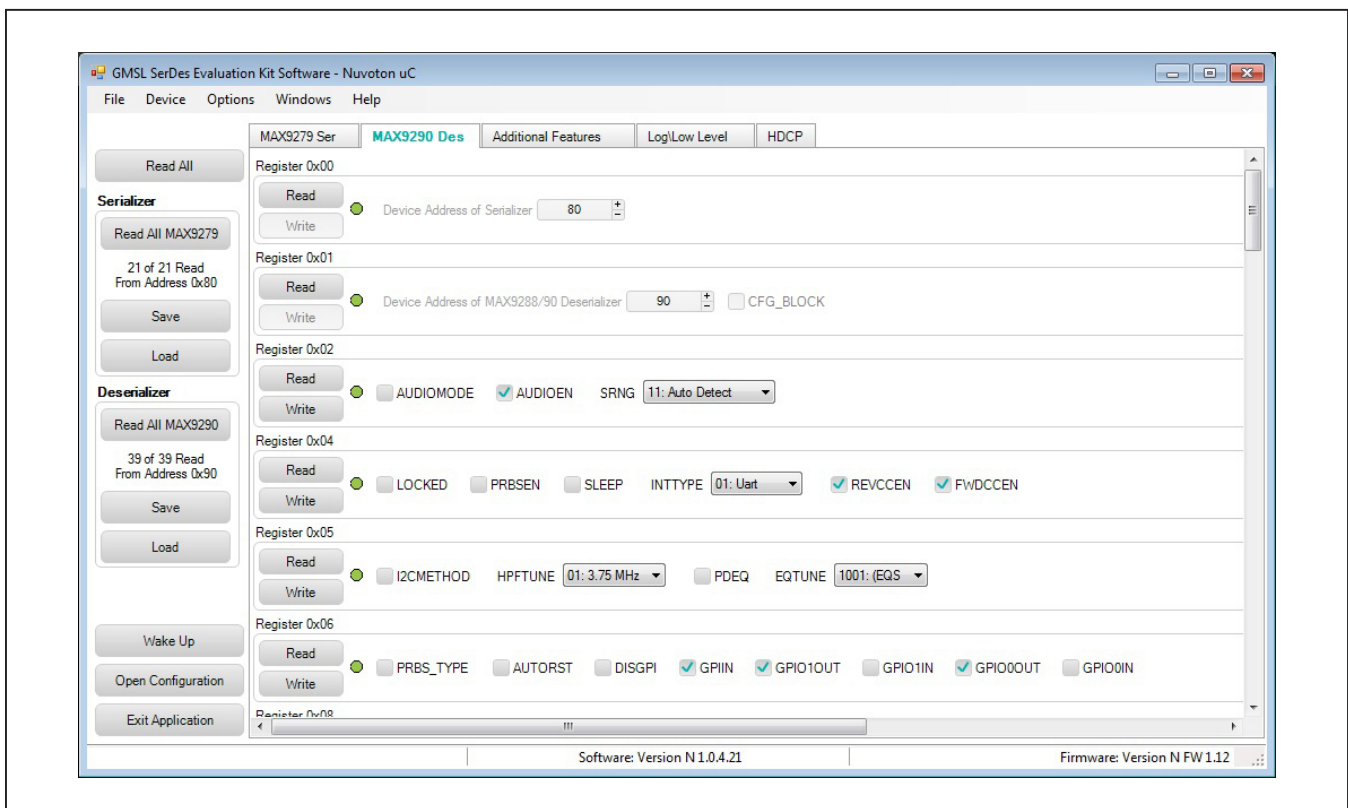 GMSL SerDes Evaluation Kit Software - Nuvoton uC
File Device Options Windows Help
MAX9279 Ser MAX9290 Des Additional Features Log\Low Level HDCP
Read All
Serializer
Read All MAX9279
21 of 21 Read
From Address 0x80
Save
Load
Deserializer
Read All MAX9290
39 of 39 Read
From Address 0x90
Save
Load
Wake Up
Open Configuration
Exit Application
Register 0x00
Read
Device Address of Serializer 80
Write
Register 0x01
Read
Device Address of MAX9288/90 Deserializer 90 CFG_BLOCK
Write
Register 0x02
Read
AUDIOMODE AUDIOEN SRNG 11: Auto Detect
Write
Register 0x04
Read
LOCKED PRBSEN SLEEP INTTYPE 01: Uart REVCCEN FWDCCEN
Write
Register 0x05
Read
I2CMETHOD HPFTUNE 01: 3.75 MHz PDEQ EQTUNE 1001: (EQS
Write
Register 0x06
Read
PRBS_TYPE AUTORST DISGPI GPIIN GPIO1OUT GPIO1IN GPIO0OUT GPIO0IN
Write
Register 0x08
Software: Version N 1.0.4.21 Firmware: Version N FW 1.12